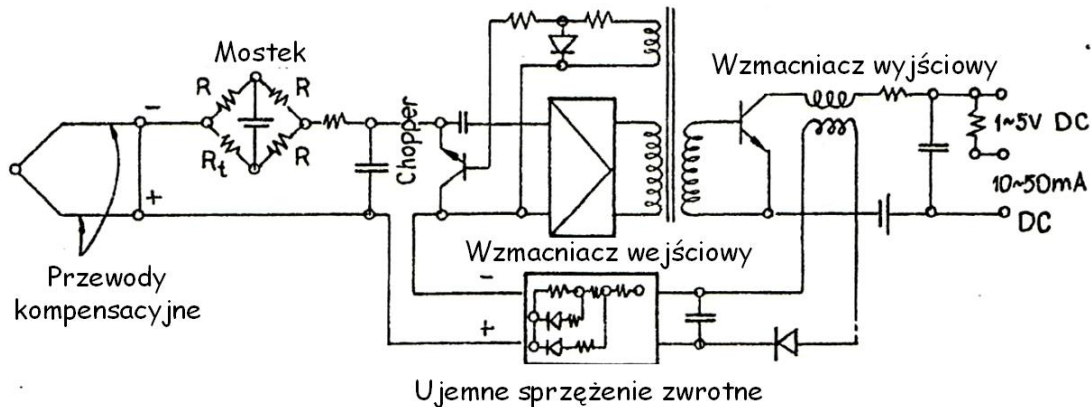 Mostek
Wzmacniacz wyjściowy
R
R
R_t
R
-
+
Chopper
1~5V DC
10~50mA
DC
Wzmacniacz wejściowy
Przewody
kompensacyjne
-
+
Ujemne sprzężenie zwrotne